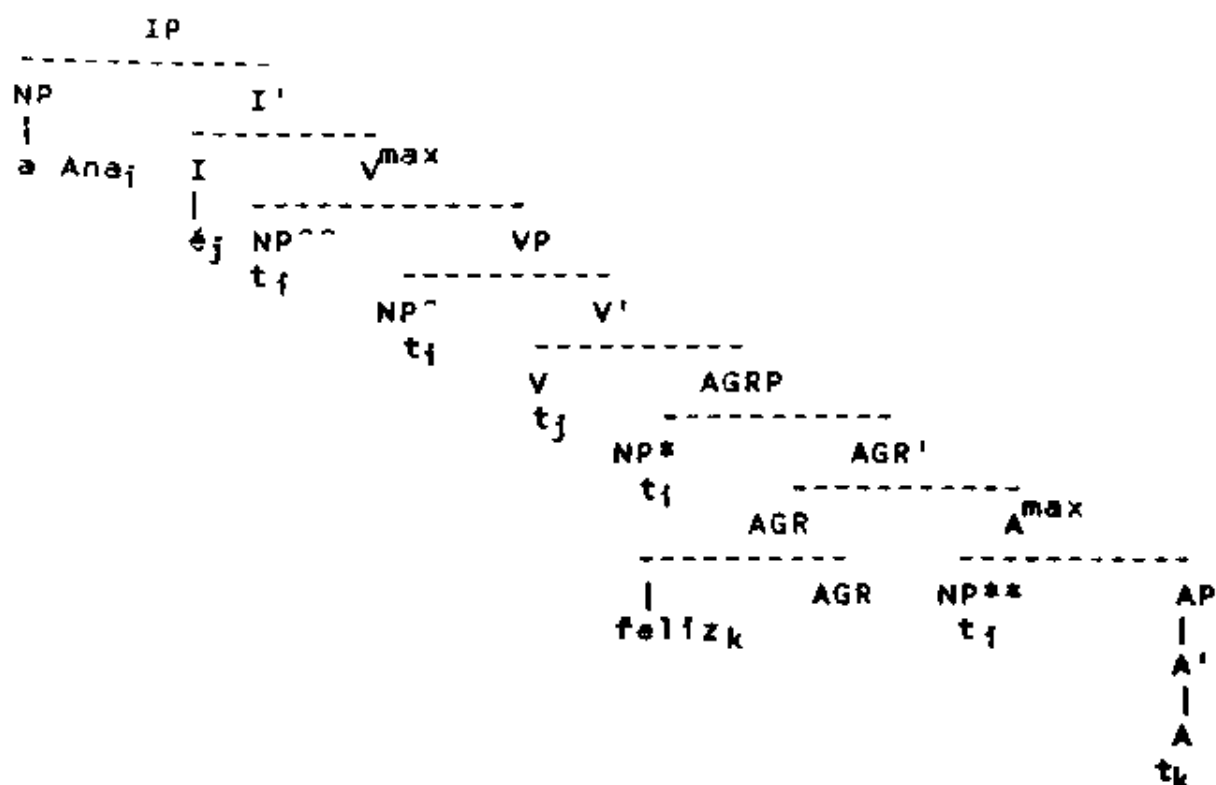 IP
NP I'
a Ana_i I V^max
é_j NP^^ VP
t_i
NP^ V'
t_i
V AGRP
t_j
NP* AGR'
t_i
AGR A^max
AGR NP** AP
feliz_k t_i
A'
A
t_k